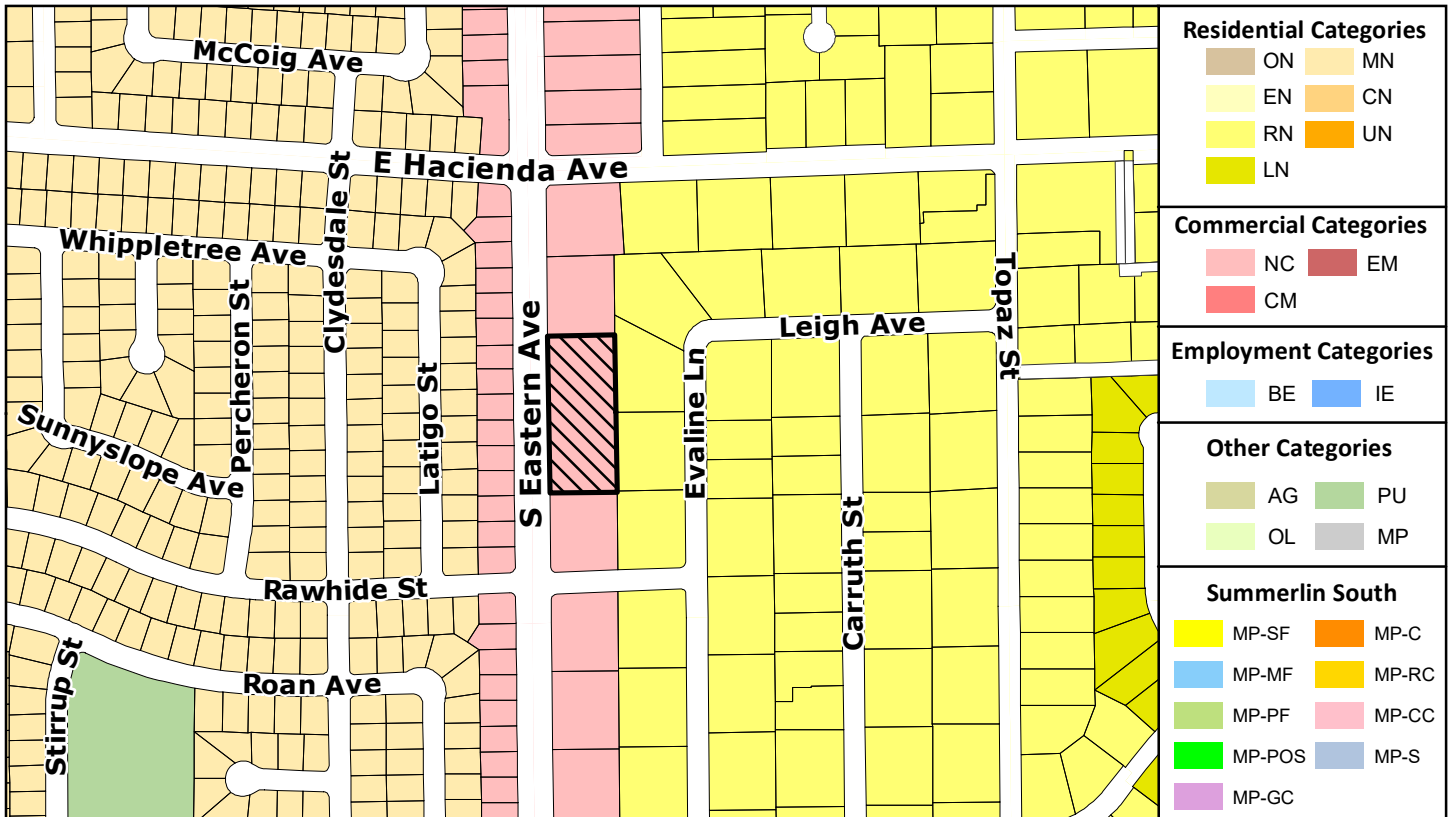 McCoig Ave
E Hacienda Ave
Clydesdale St
Whippletree Ave
Percheron St
Latigo St
S Eastern Ave
Evaline Ln
Leigh Ave
Topaz St
Sunnyslope Ave
Carruth St
Rawhide St
Roan Ave
Stirrup St
Residential Categories
ON MN
EN CN
RN UN
LN
Commercial Categories
NC EM
CM
Employment Categories
BE IE
Other Categories
AG PU
OL MP
Summerlin South
MP-SF MP-C
MP-MF MP-RC
MP-PF MP-CC
MP-POS MP-S
MP-GC